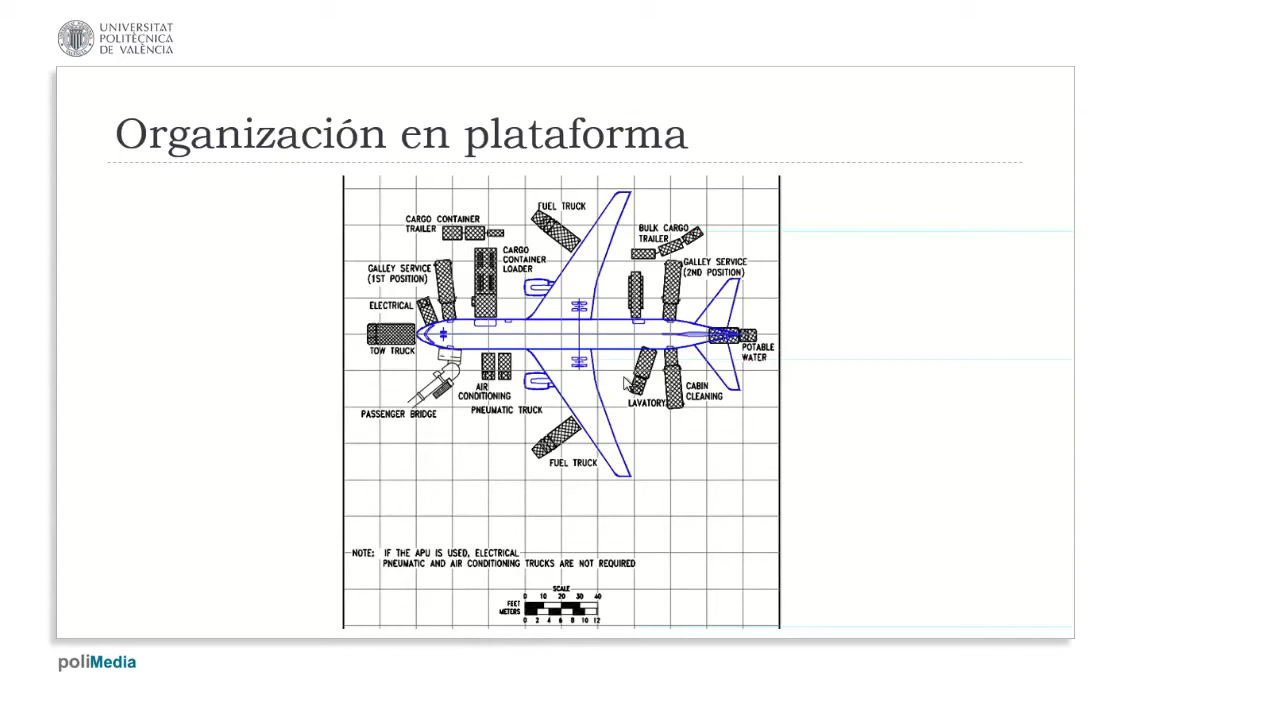 UNIVERSITAT
POLITÈCNICA
DE VALÈNCIA
Organización en plataforma
FUEL TRUCK
CARGO CONTAINER
TRAILER
BULK CARGO
TRAILER
CARGO
CONTAINER
LOADER
GALLEY SERVICE
(1ST POSITION)
GALLEY SERVICE
(2ND POSITION)
ELECTRICAL
TOW TRUCK
POTABLE
WATER
AIR
CONDITIONING
CABIN
CLEANING
LAVATORY
PASSENGER BRIDGE
PNEUMATIC TRUCK
FUEL TRUCK
NOTE: IF THE APU IS USED, ELECTRICAL
PNEUMATIC AND AIR CONDITIONING TRUCKS ARE NOT REQUIRED
SCALE
0 10 20 30 40
FEET
METERS
0 2 4 6 8 10 12
poliMedia